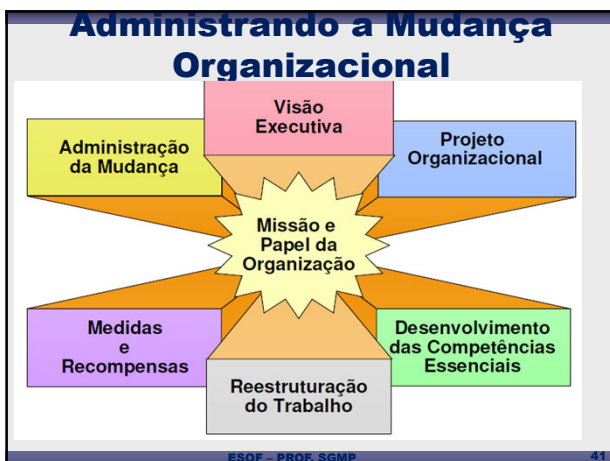 Administrando a Mudança
Organizacional
Visão
Executiva
Administração
da Mudança
Projeto
Organizacional
Missão e
Papel da
Organização
Medidas
e
Recompensas
Desenvolvimento
das Competências
Essenciais
Reestruturação
do Trabalho
ESOF – PROF. SGMP
41